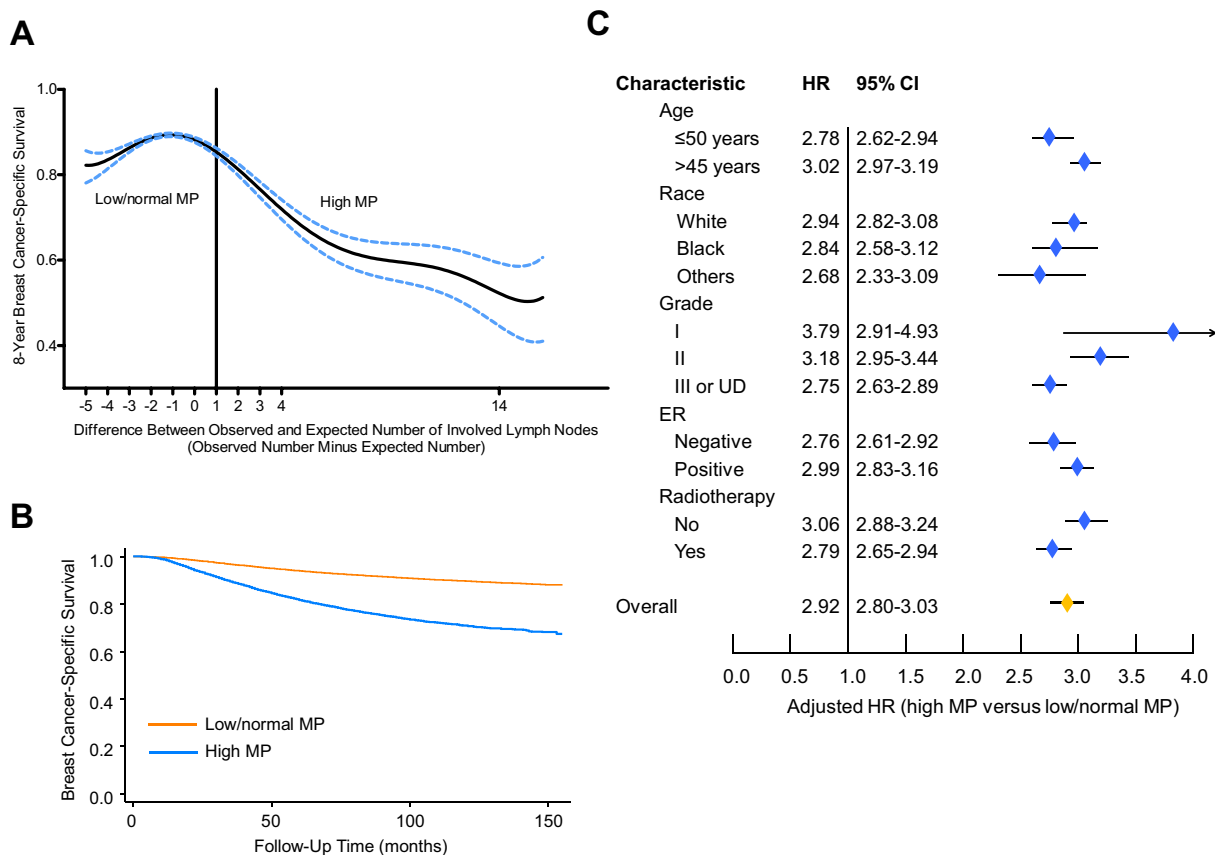 A
8-Year Breast Cancer-Specific Survival
1.0
0.8
0.6
0.4
Low/normal MP
High MP
-5 -4 -3 -2 -1 0 1 2 3 4 14
Difference Between Observed and Expected Number of Involved Lymph Nodes
(Observed Number Minus Expected Number)
B
Breast Cancer-Specific Survival
1.0
0.8
0.6
0.4
0.2
0.0
Low/normal MP
High MP
0 50 100 150
Follow-Up Time (months)
C
Characteristic HR 95% CI
Age
≤50 years 2.78 2.62-2.94
>45 years 3.02 2.97-3.19
Race
White 2.94 2.82-3.08
Black 2.84 2.58-3.12
Others 2.68 2.33-3.09
Grade
I 3.79 2.91-4.93
II 3.18 2.95-3.44
III or UD 2.75 2.63-2.89
ER
Negative 2.76 2.61-2.92
Positive 2.99 2.83-3.16
Radiotherapy
No 3.06 2.88-3.24
Yes 2.79 2.65-2.94
Overall 2.92 2.80-3.03
0.0 0.5 1.0 1.5 2.0 2.5 3.0 3.5 4.0
Adjusted HR (high MP versus low/normal MP)